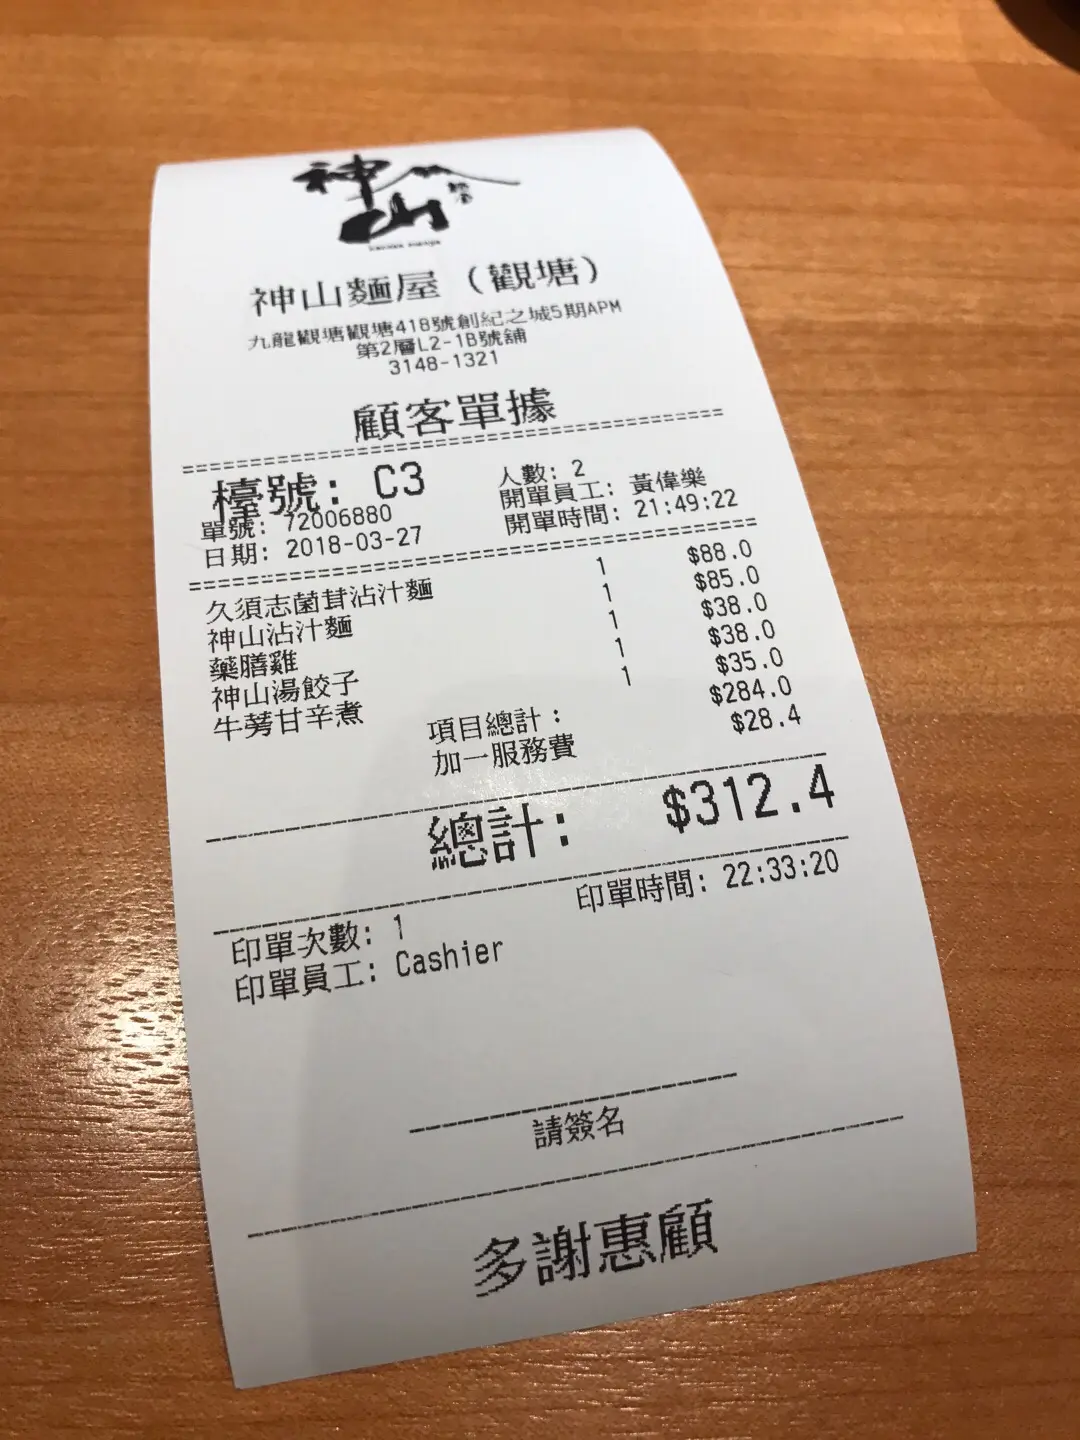 神山
神山麵屋 (觀塘)
九龍觀塘觀塘418號創紀之城5期APM
第2層L2-1B號舖
3148-1321
顧客單據
檯號: C3
人數: 2
單號: 72006880
開單員工: 黃偉樂
日期: 2018-03-27
開單時間: 21:49:22
久須志菌茸沾汁麵 1 $88.0
神山沾汁麵 1 $85.0
藥膳雞 1 $38.0
神山湯餃子 1 $38.0
牛蒡甘辛煮 1 $35.0
項目總計: $284.0
加一服務費 $28.4
總計: $312.4
印單時間: 22:33:20
印單次數: 1
印單員工: Cashier
請簽名
多謝惠顧